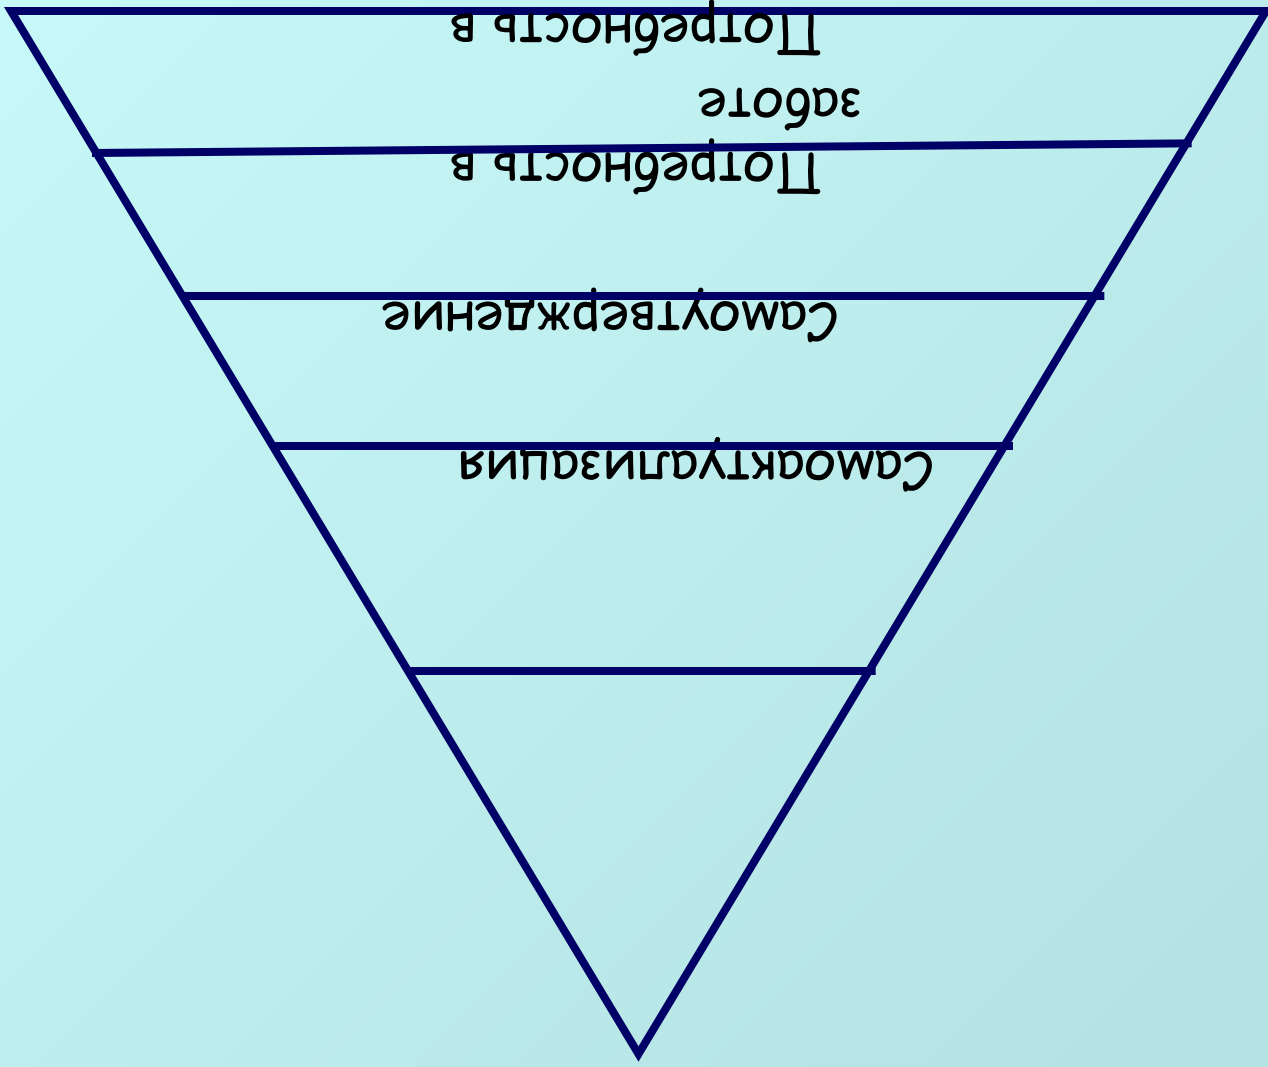 Потребность в
заботе
Потребность в
Самоутверждение
Самоактуализация